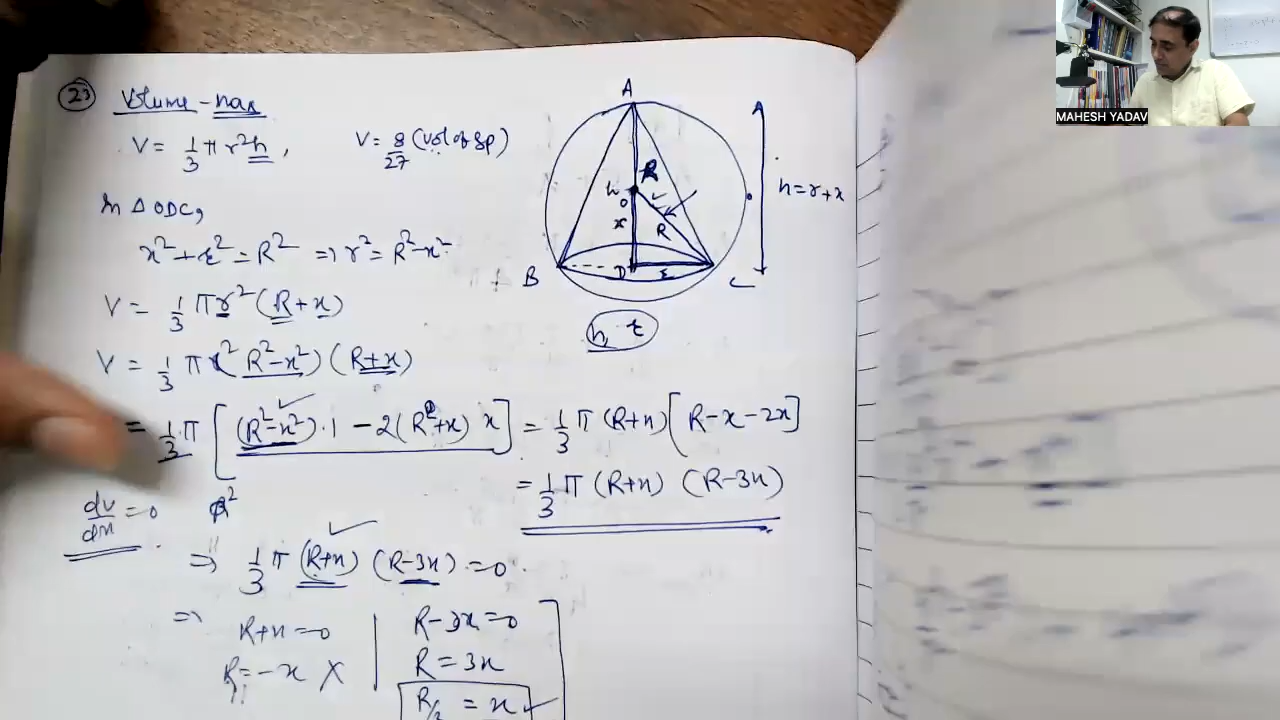 23 Volume - max
V = 1/3 πr²h , V = 8/27 (Vol of sp)
In △ODC,
x² + r² = R² ⇒ r² = R² - x²
V = 1/3 πr² (R+x)
V = 1/3 π (R² - x²) (R+x)
= 1/3 π [ (R² - x²)·1 - 2(R+x) x ] = 1/3 π (R+x) [R - x - 2x]
= 1/3 π (R+x) (R-3x)
dv/dx = 0 R²
⇒ 1/3 π (R+x) (R-3x) = 0
⇒ R+x = 0 | R-3x = 0
R = -x X | R = 3x
R/3 = x
A
R
h
O
x
R
B D r C
h = r + x
h, r
MAHESH YADAV